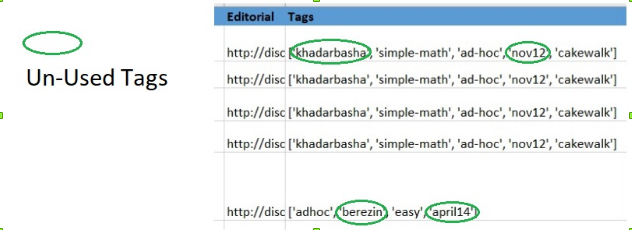 Editorial Tags
http://disc ['khadarbasha', 'simple-math', 'ad-hoc', 'nov12', 'cakewalk']
Un-Used Tags
http://disc ['khadarbasha', 'simple-math', 'ad-hoc', 'nov12', 'cakewalk']
http://disc ['khadarbasha', 'simple-math', 'ad-hoc', 'nov12', 'cakewalk']
http://disc ['khadarbasha', 'simple-math', 'ad-hoc', 'nov12', 'cakewalk']
http://disc ['adhoc', 'berezin', 'easy', 'april14']